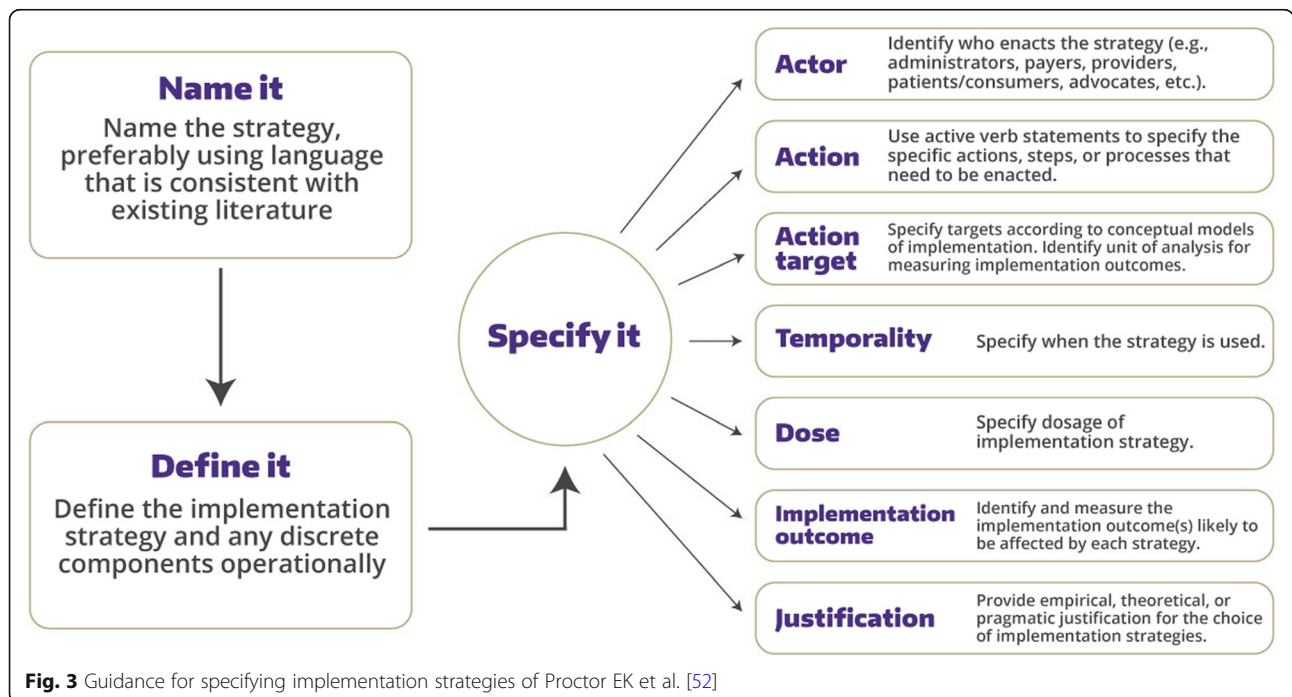 Name it
Name the strategy,
preferably using language
that is consistent with
existing literature
Define it
Define the implementation
strategy and any discrete
components operationally
Specify it
Actor
Identify who enacts the strategy (e.g.,
administrators, payers, providers,
patients/consumers, advocates, etc.).
Action
Use active verb statements to specify the
specific actions, steps, or processes that
need to be enacted.
Action
target
Specify targets according to conceptual models
of implementation. Identify unit of analysis for
measuring implementation outcomes.
Temporality
Specify when the strategy is used.
Dose
Specify dosage of
implementation strategy.
Implementation
outcome
Identify and measure the
implementation outcome(s) likely to
be affected by each strategy.
Justification
Provide empirical, theoretical, or
pragmatic justification for the choice
of implementation strategies.
Fig. 3 Guidance for specifying implementation strategies of Proctor EK et al. [52]